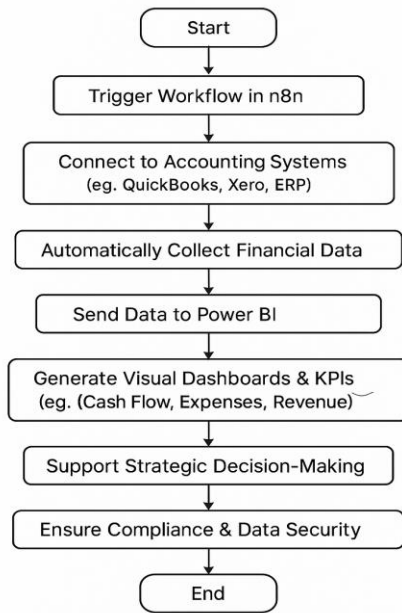 Start
Trigger Workflow in n8n
Connect to Accounting Systems
(eg. QuickBooks, Xero, ERP)
Automatically Collect Financial Data
Send Data to Power BI
Generate Visual Dashboards & KPIs
(eg. (Cash Flow, Expenses, Revenue)
Support Strategic Decision-Making
Ensure Compliance & Data Security
End